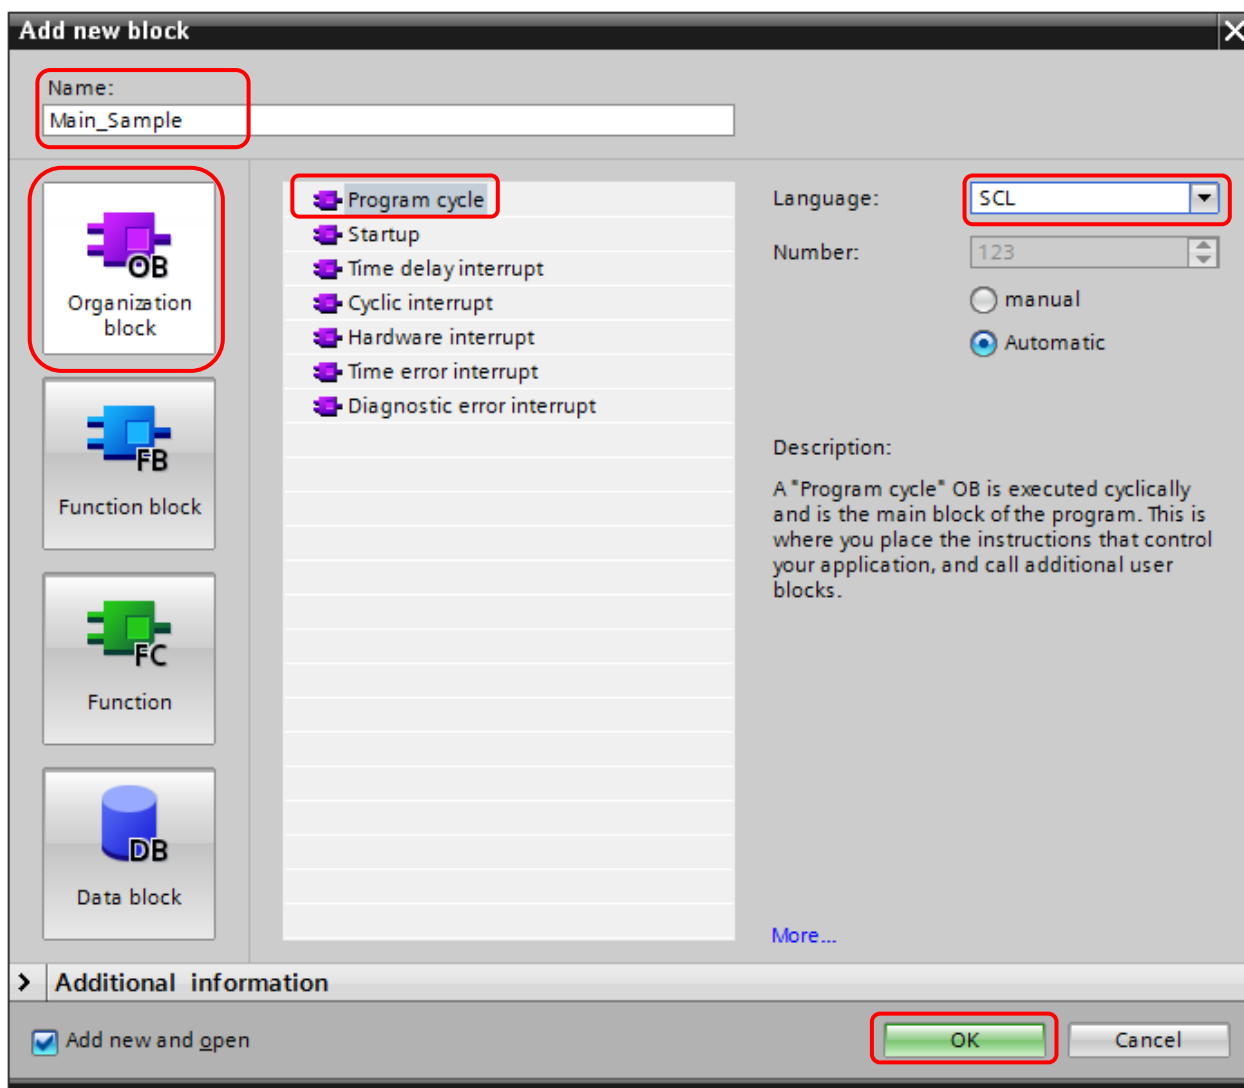 Add new block
Name:
Main_Sample
OB
Organization
block
FB
Function block
FC
Function
DB
Data block
Program cycle
Startup
Time delay interrupt
Cyclic interrupt
Hardware interrupt
Time error interrupt
Diagnostic error interrupt
Language: SCL
Number: 123
manual
Automatic
Description:
A "Program cycle" OB is executed cyclically
and is the main block of the program. This is
where you place the instructions that control
your application, and call additional user
blocks.
More...
Additional information
Add new and open
OK Cancel